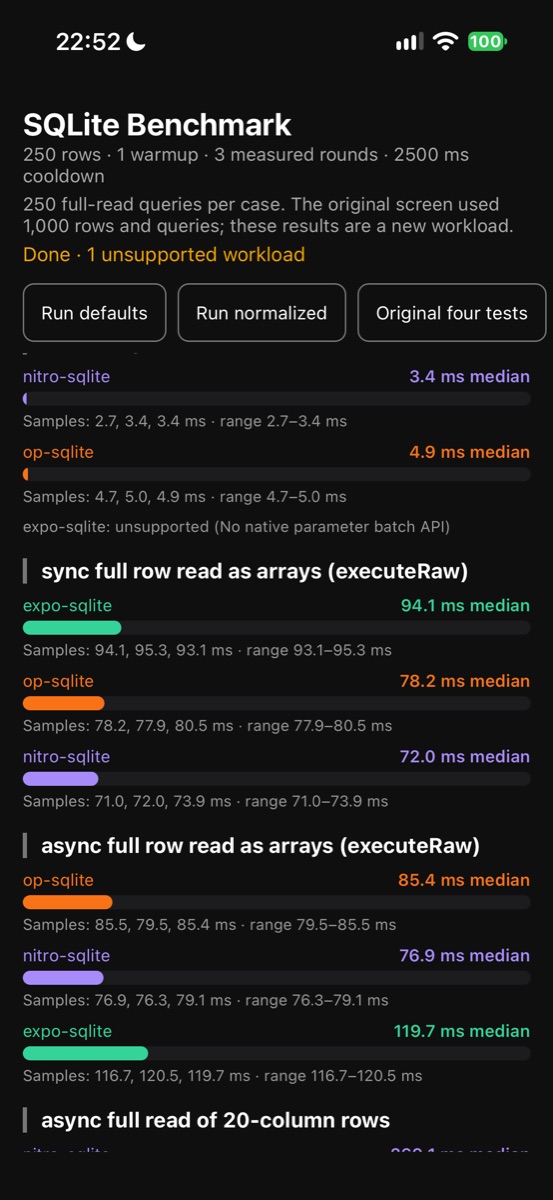 22:52
100
SQLite Benchmark
250 rows · 1 warmup · 3 measured rounds · 2500 ms
cooldown
250 full-read queries per case. The original screen used
1,000 rows and queries; these results are a new workload.
Done · 1 unsupported workload
Run defaults Run normalized Original four tests
nitro-sqlite 3.4 ms median
Samples: 2.7, 3.4, 3.4 ms · range 2.7–3.4 ms
op-sqlite 4.9 ms median
Samples: 4.7, 5.0, 4.9 ms · range 4.7–5.0 ms
expo-sqlite: unsupported (No native parameter batch API)
sync full row read as arrays (executeRaw)
expo-sqlite 94.1 ms median
Samples: 94.1, 95.3, 93.1 ms · range 93.1–95.3 ms
op-sqlite 78.2 ms median
Samples: 78.2, 77.9, 80.5 ms · range 77.9–80.5 ms
nitro-sqlite 72.0 ms median
Samples: 71.0, 72.0, 73.9 ms · range 71.0–73.9 ms
async full row read as arrays (executeRaw)
op-sqlite 85.4 ms median
Samples: 85.5, 79.5, 85.4 ms · range 79.5–85.5 ms
nitro-sqlite 76.9 ms median
Samples: 76.9, 76.3, 79.1 ms · range 76.3–79.1 ms
expo-sqlite 119.7 ms median
Samples: 116.7, 120.5, 119.7 ms · range 116.7–120.5 ms
async full read of 20-column rows